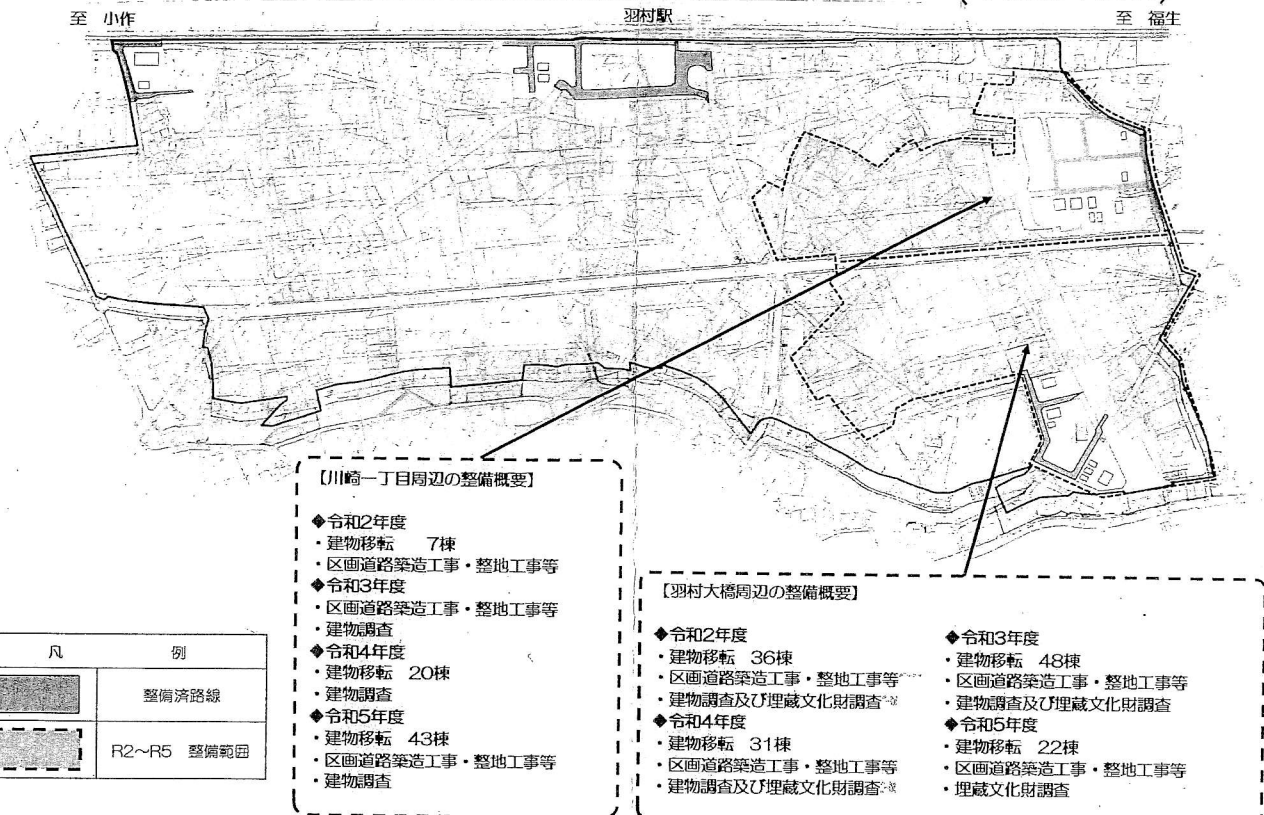 至 小作
羽村駅
至 福生
【川崎一丁目周辺の整備概要】
◆令和2年度
・建物移転 7棟
・区画道路築造工事・整地工事等
◆令和3年度
・区画道路築造工事・整地工事等
・建物調査
◆令和4年度
・建物移転 20棟
・建物調査
◆令和5年度
・建物移転 43棟
・区画道路築造工事・整地工事等
・建物調査
【羽村大橋周辺の整備概要】
◆令和2年度
・建物移転 36棟
・区画道路築造工事・整地工事等
・建物調査及び埋蔵文化財調査
◆令和4年度
・建物移転 31棟
・区画道路築造工事・整地工事等
・建物調査及び埋蔵文化財調査
◆令和3年度
・建物移転 48棟
・区画道路築造工事・整地工事等
・建物調査及び埋蔵文化財調査
◆令和5年度
・建物移転 22棟
・区画道路築造工事・整地工事等
・埋蔵文化財調査
凡 例
整備済路線
R2～R5 整備範囲